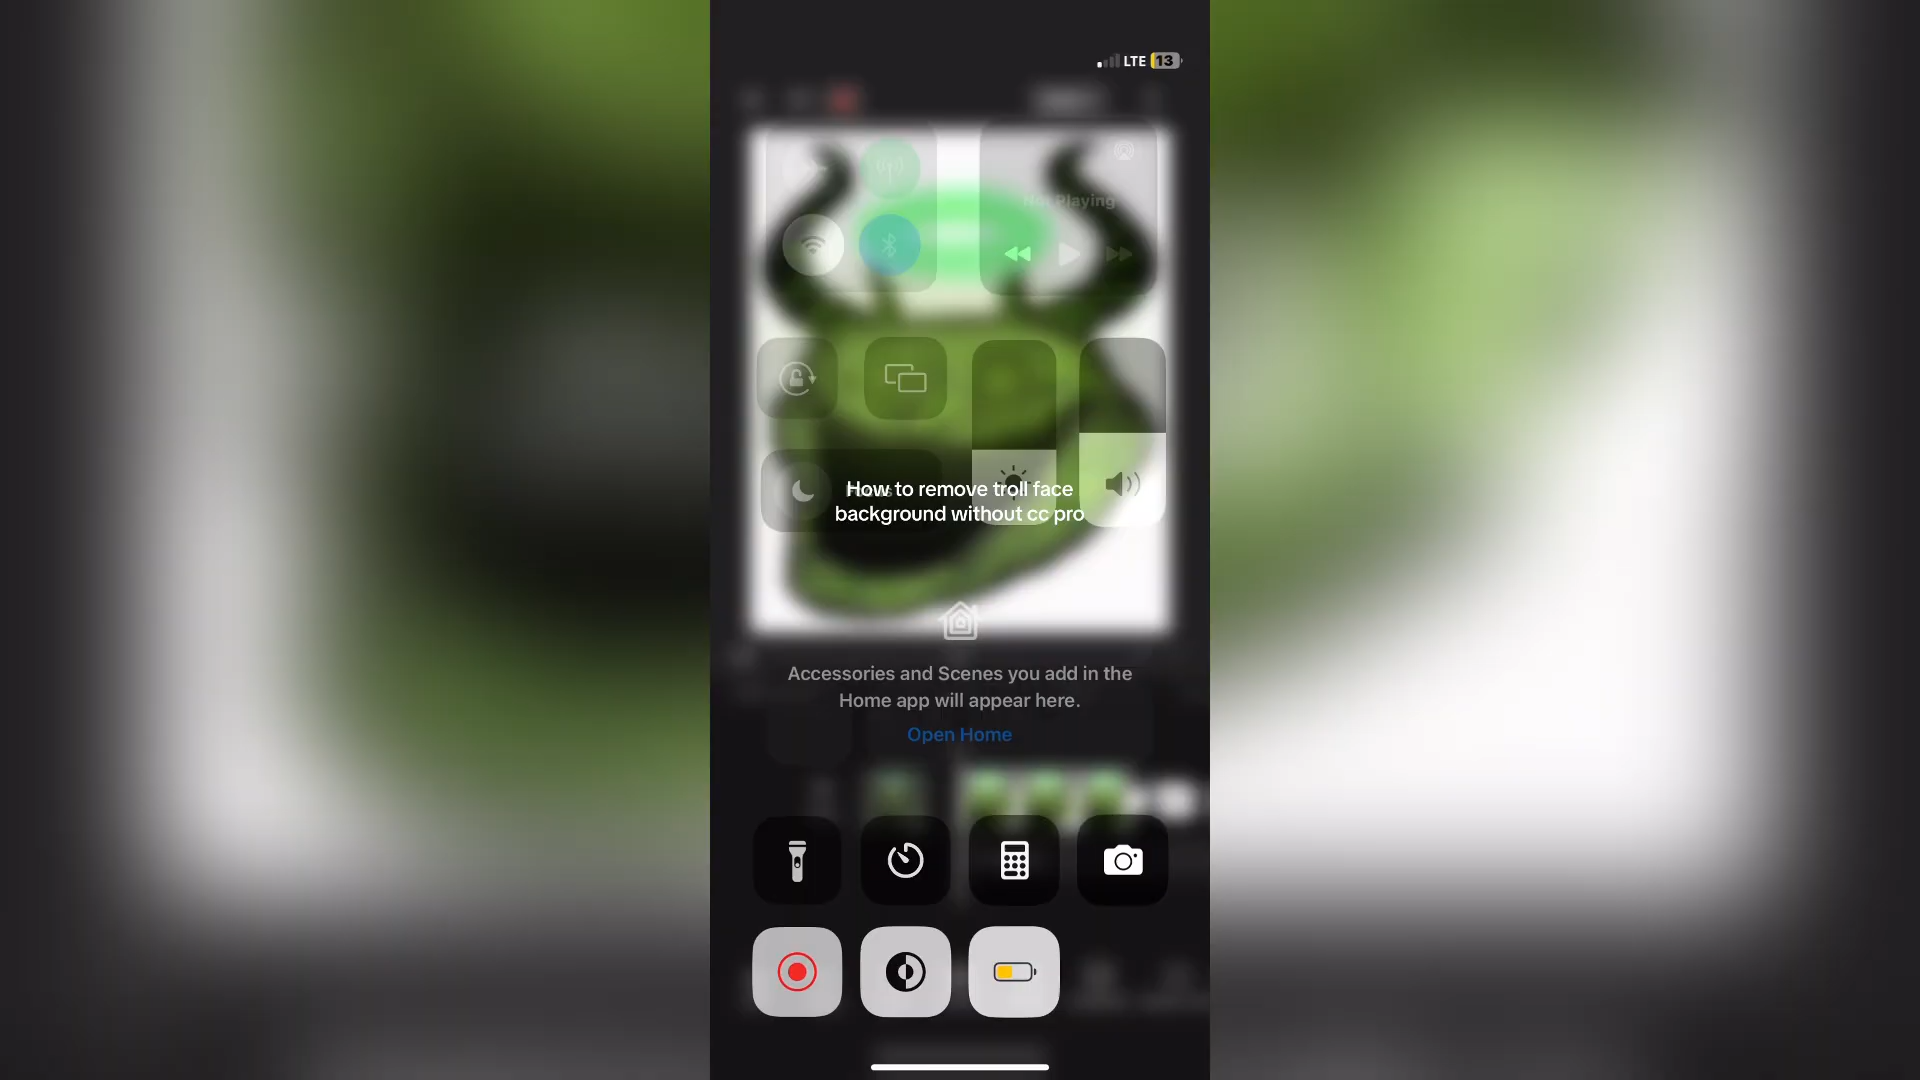 LTE 13
Not Playing
How to remove troll face
background without cc pro
Accessories and Scenes you add in the
Home app will appear here.
Open Home